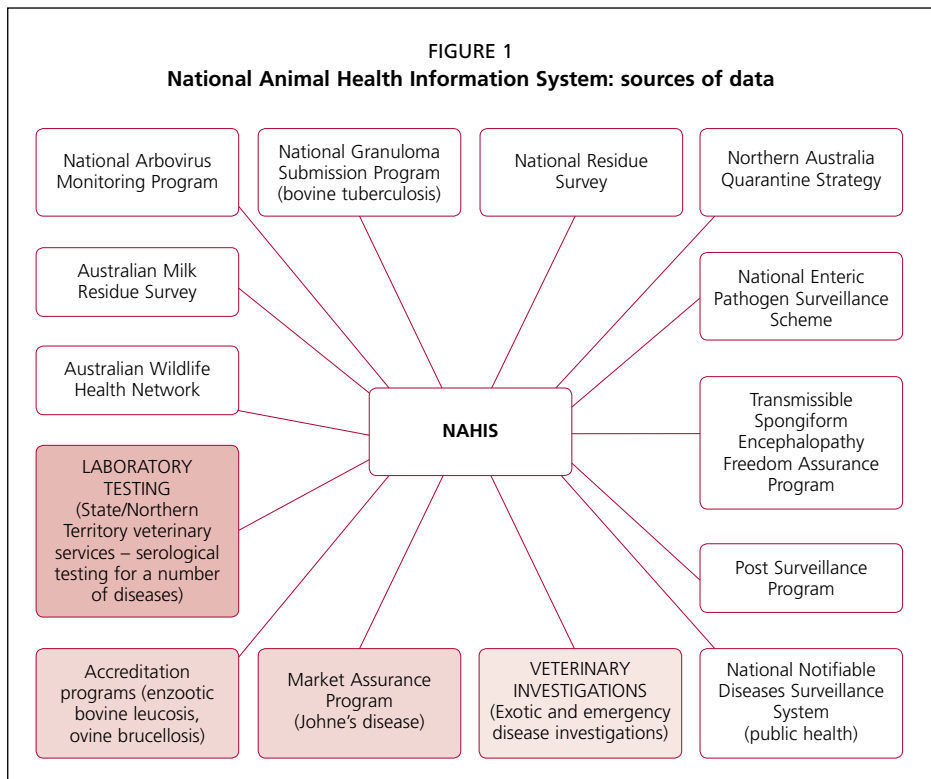 FIGURE 1
National Animal Health Information System: sources of data
National Arbovirus
Monitoring Program
National Granuloma
Submission Program
(bovine tuberculosis)
National Residue
Survey
Northern Australia
Quarantine Strategy
Australian Milk
Residue Survey
National Enteric
Pathogen Surveillance
Scheme
Australian Wildlife
Health Network
NAHIS
Transmissible
Spongiform
Encephalopathy
Freedom Assurance
Program
LABORATORY
TESTING
(State/Northern
Territory veterinary
services – serological
testing for a number
of diseases)
Post Surveillance
Program
Accreditation
programs (enzootic
bovine leucosis,
ovine brucellosis)
Market Assurance
Program
(Johne’s disease)
VETERINARY
INVESTIGATIONS
(Exotic and emergency
disease investigations)
National Notifiable
Diseases Surveillance
System
(public health)